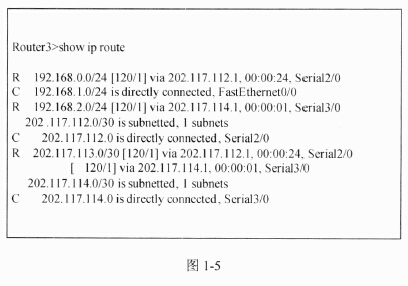 Router3>show ip route
R 192.168.0.0/24 [120/1] via 202.117.112.1, 00:00:24, Serial2/0
C 192.168.1.0/24 is directly connected, FastEthernet0/0
R 192.168.2.0/24 [120/1] via 202.117.114.1, 00:00:01, Serial3/0
202 .117.112.0/30 is subnetted, 1 subnets
C 202.117.112.0 is directly connected, Serial2/0
R 202.117.113.0/30 [120/1] via 202.117.112.1, 00:00:24, Serial2/0
[ 120/1] via 202.117.114.1, 00:00:01, Serial3/0
202.117.114.0/30 is subnetted, 1 subnets
C 202.117.114.0 is directly connected, Serial3/0
图 1-5